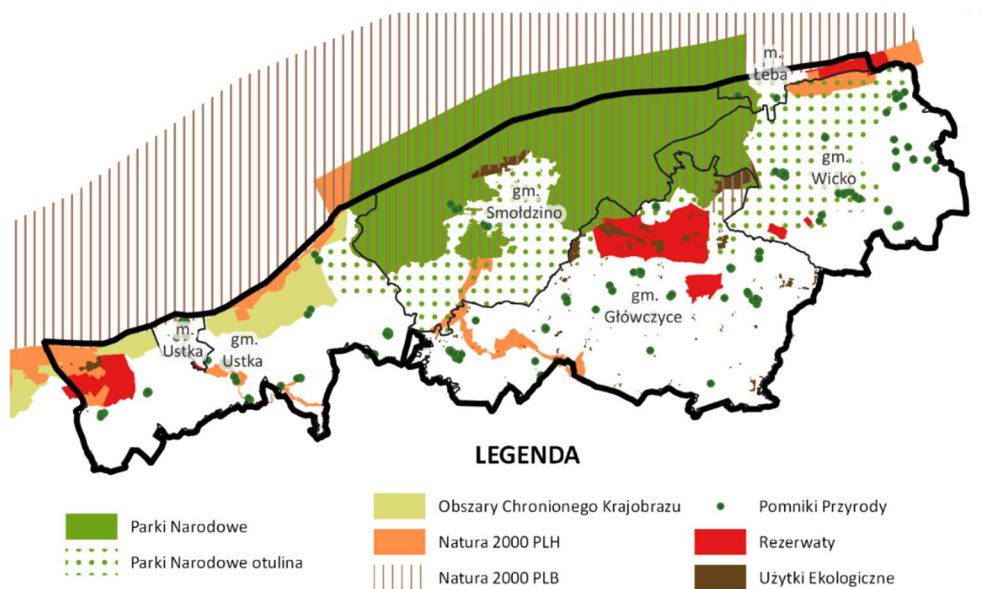 m.
Łeba
gm.
Wicko
gm.
Smołdzino
gm.
Główczyce
m.
Ustka
gm.
Ustka
LEGENDA
Parki Narodowe
Parki Narodowe otulina
Obszary Chronionego Krajobrazu
Natura 2000 PLH
Natura 2000 PLB
Pomniki Przyrody
Rezerwaty
Użytki Ekologiczne